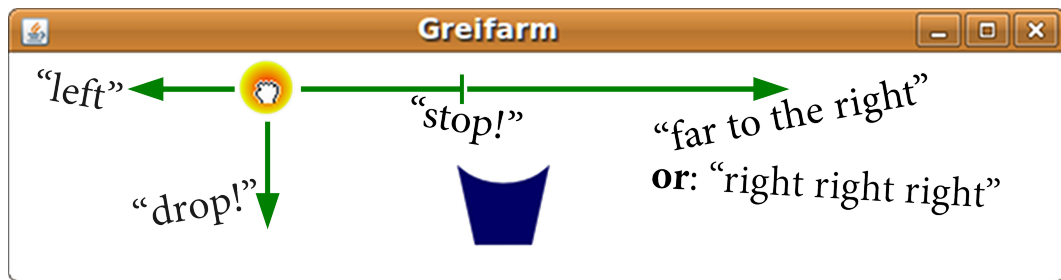 Greifarm
“left”
“stop!”
“far to the right”
or: “right right right”
“drop!”